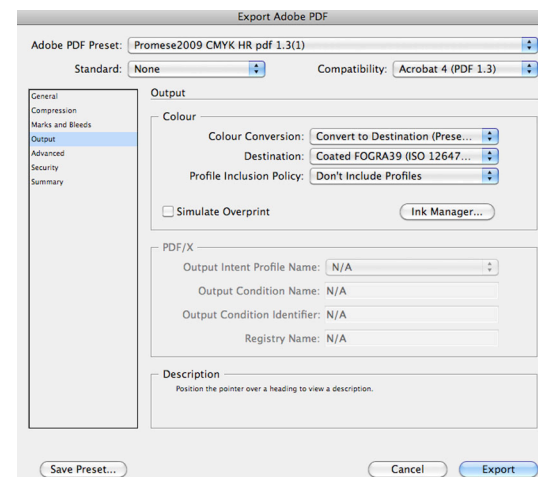 Export Adobe PDF
Adobe PDF Preset: Promese2009 CMYK HR pdf 1.3(1)
Standard: None Compatibility: Acrobat 4 (PDF 1.3)
General
Compression
Marks and Bleeds
Output
Advanced
Security
Summary
Output
Colour
Colour Conversion: Convert to Destination (Prese...
Destination: Coated FOGRA39 (ISO 12647...
Profile Inclusion Policy: Don't Include Profiles
Simulate Overprint Ink Manager...
PDF/X
Output Intent Profile Name: N/A
Output Condition Name: N/A
Output Condition Identifier: N/A
Registry Name: N/A
Description
Position the pointer over a heading to view a description.
Save Preset... Cancel Export